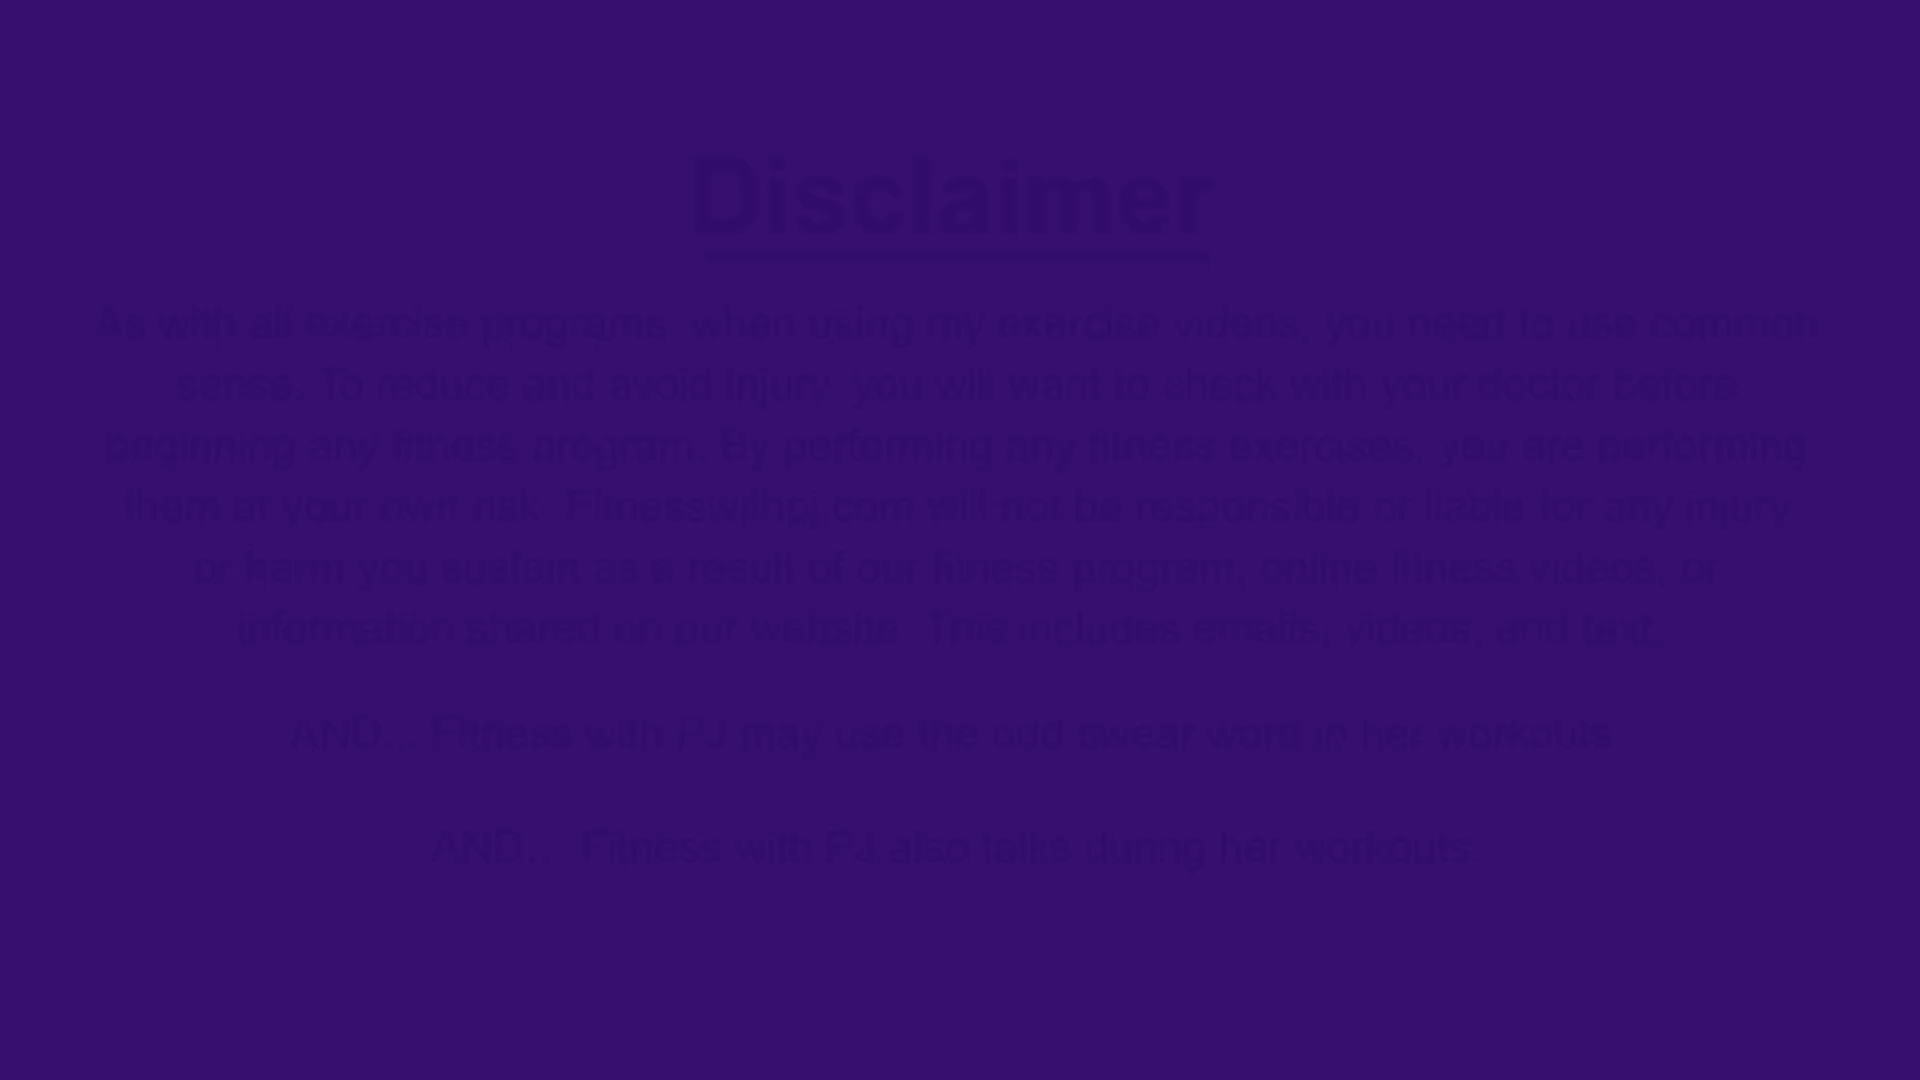 Disclaimer
As with all exercise programs, when using my exercise videos, you need to use common
sense. To reduce and avoid injury, you will want to check with your doctor before
beginning any fitness program. By performing any fitness exercises, you are performing
them at your own risk. Fitnesswithpj.com will not be responsible or liable for any injury
or harm you sustain as a result of our fitness program, online fitness videos, or
information shared on our website. This includes emails, videos, and text.
AND... Fitness with PJ may use the odd swear word in her workouts
AND... Fitness with PJ also talks during her workouts.